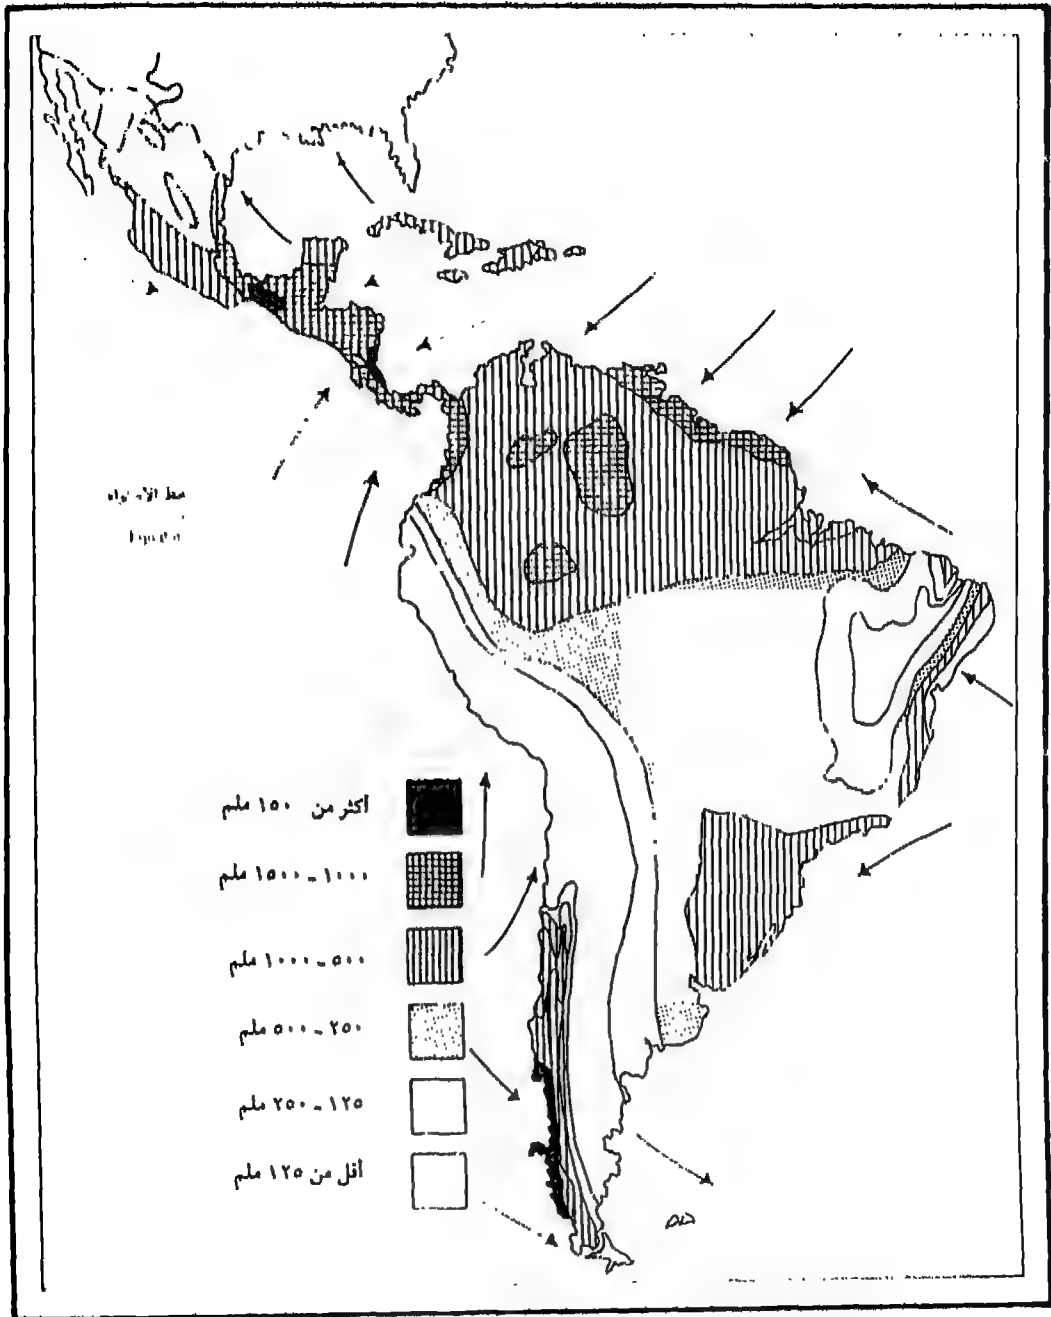 أكثر من ١٥٠ ملم
١٠٠٠ - ١٥٠٠ ملم
٥٠٠ - ١٠٠٠ ملم
٢٥٠ - ٥٠٠ ملم
١٢٥ - ٢٥٠ ملم
أقل من ١٢٥ ملم